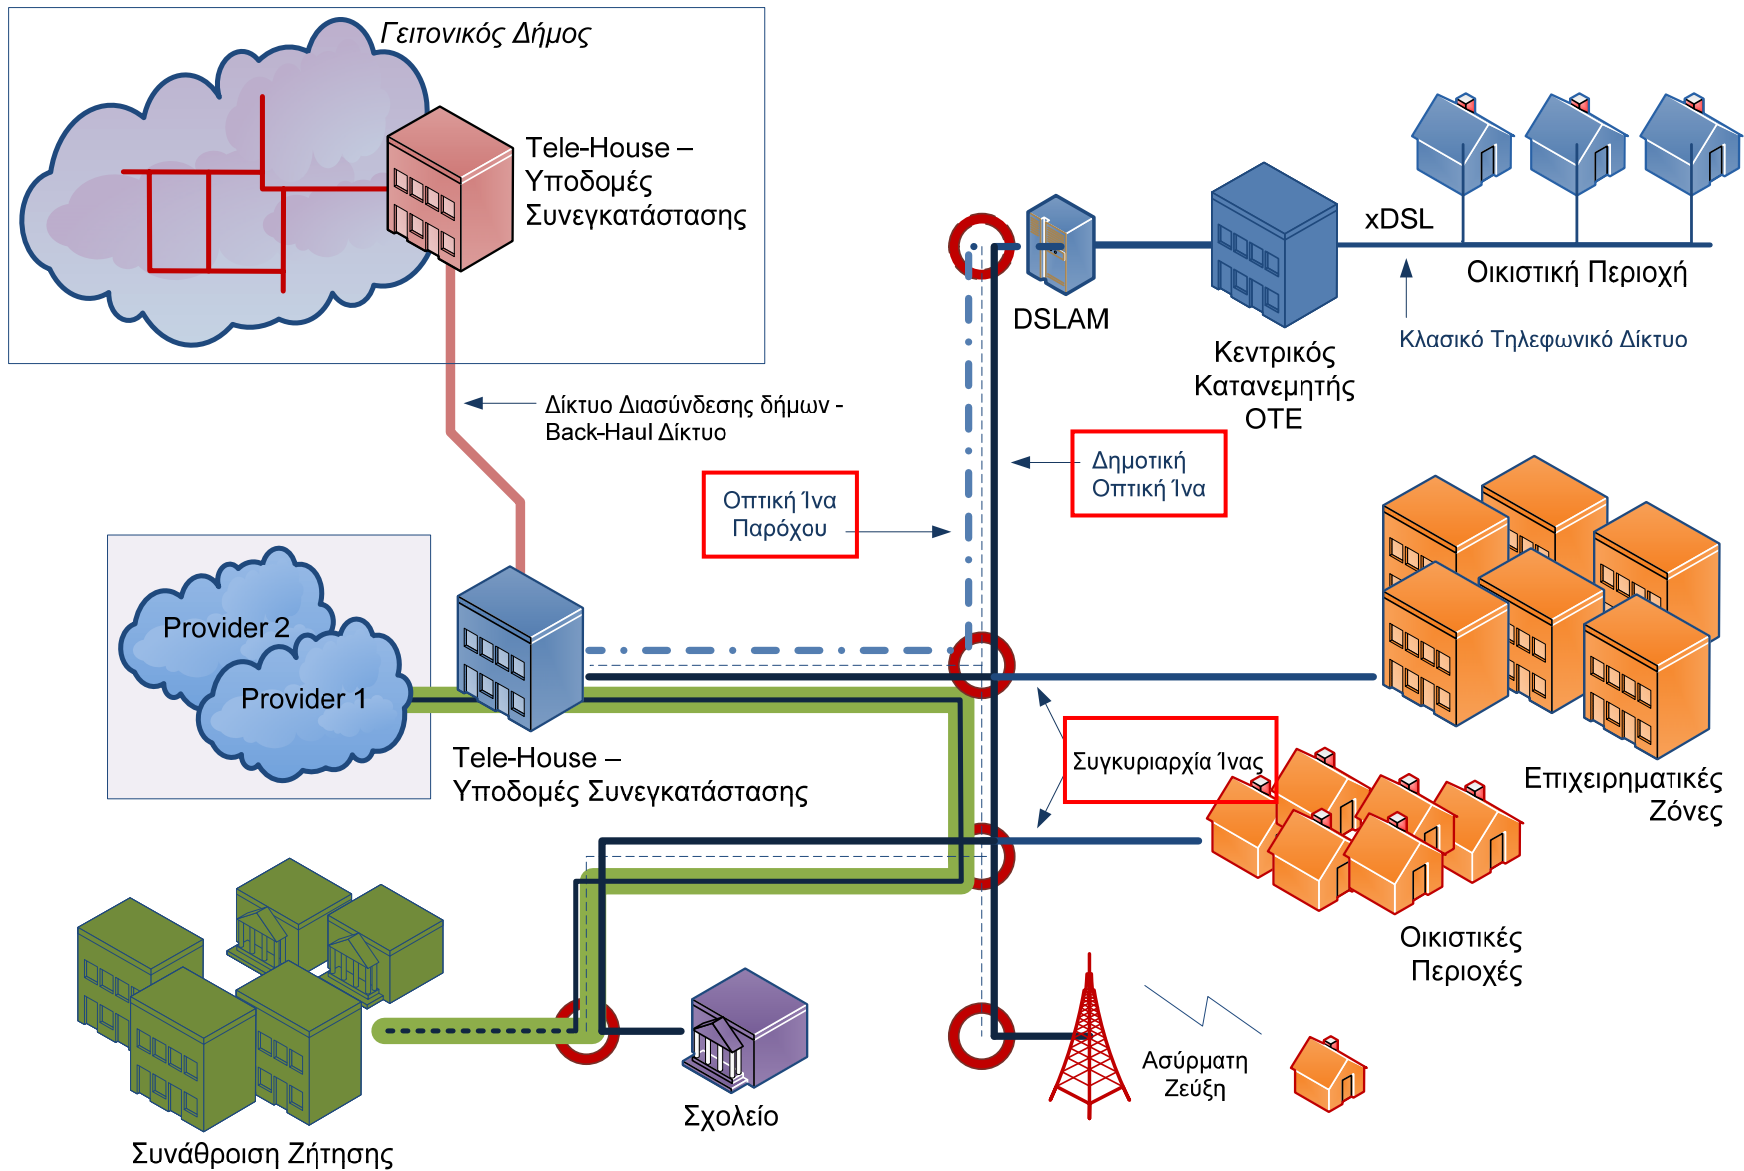 Γειτονικός Δήμος
Tele-House –
Υποδομές
Συνεγκατάστασης
xDSL
Οικιστική Περιοχή
DSLAM
Κλασικό Τηλεφωνικό Δίκτυο
Κεντρικός
Κατανεμητής
ΟΤΕ
Δίκτυο Διασύνδεσης δήμων -
Back-Haul Δίκτυο
Δημοτική
Οπτική Ίνα
Οπτική Ίνα
Παρόχου
Provider 2
Provider 1
Tele-House –
Υποδομές Συνεγκατάστασης
Συγκυριαρχία Ίνας
Επιχειρηματικές
Ζόνες
Οικιστικές
Περιοχές
Ασύρματη
Ζεύξη
Σχολείο
Συνάθροιση Ζήτησης